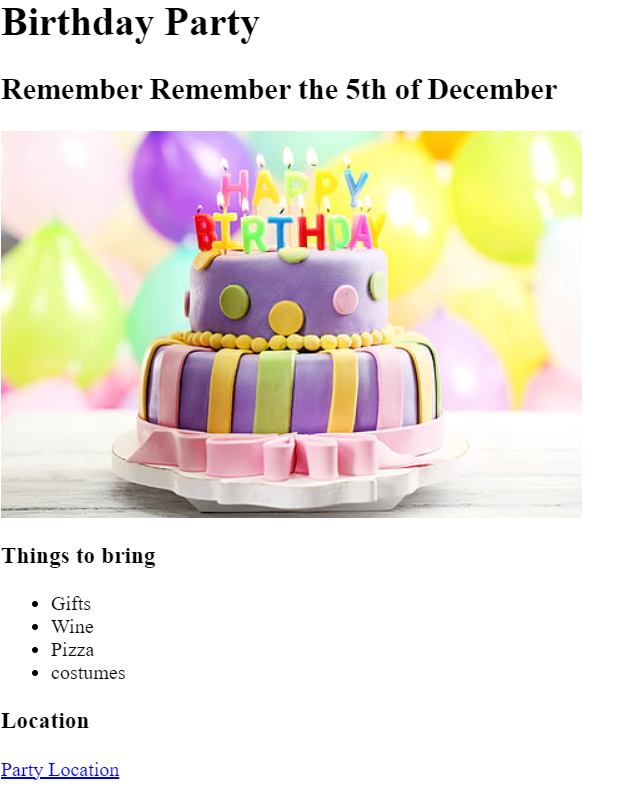 Birthday Party
Remember Remember the 5th of December
HAPPY
BIRTHDAY
Things to bring
Gifts
Wine
Pizza
costumes
Location
Party Location